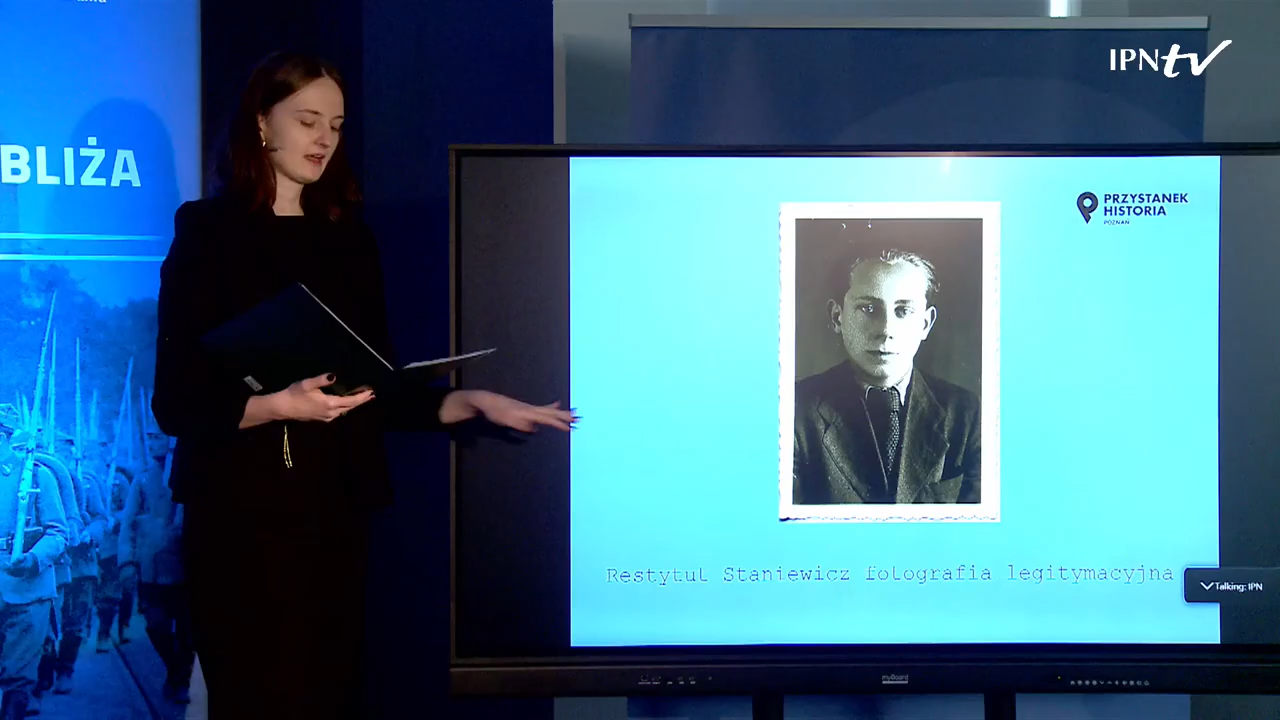 IPNtv
BLIŻA
PRZYSTANEK
HISTORIA
POZNAŃ
Restytut Staniewicz fotografia legitymacyjna
Talking: IPN
myBoard